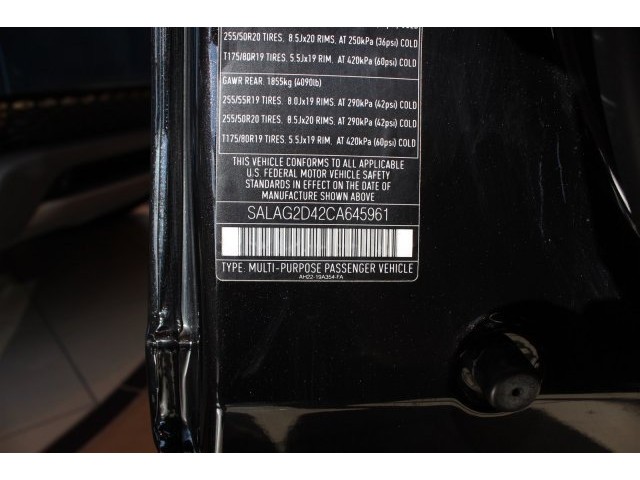 COLD
255/50R20 TIRES. 8.5Jx20 RIMS. AT 250kPa (36psi) COLD
T175/80R19 TIRES. 5.5Jx19 RIM. AT 420kPa (60psi) COLD
GAWR REAR: 1855kg (4090lb)
255/55R19 TIRES. 8.0Jx19 RIMS. AT 290kPa (42psi) COLD
255/50R20 TIRES. 8.5Jx20 RIMS. AT 290kPa (42psi) COLD
T175/80R19 TIRES. 5.5Jx19 RIM. AT 420kPa (60psi) COLD
THIS VEHICLE CONFORMS TO ALL APPLICABLE
U.S. FEDERAL MOTOR VEHICLE SAFETY
STANDARDS IN EFFECT ON THE DATE OF
MANUFACTURE SHOWN ABOVE
SALAG2D42CA645961
TYPE: MULTI-PURPOSE PASSENGER VEHICLE
AH22-19A354-FA